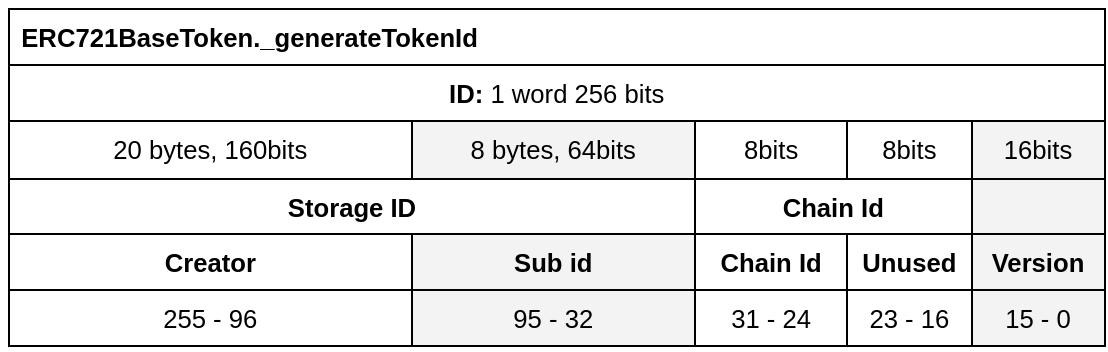 ERC721BaseToken._generateTokenId
ID: 1 word 256 bits
20 bytes, 160bits 8 bytes, 64bits 8bits 8bits 16bits
Storage ID Chain Id
Creator Sub id Chain Id Unused Version
255 - 96 95 - 32 31 - 24 23 - 16 15 - 0